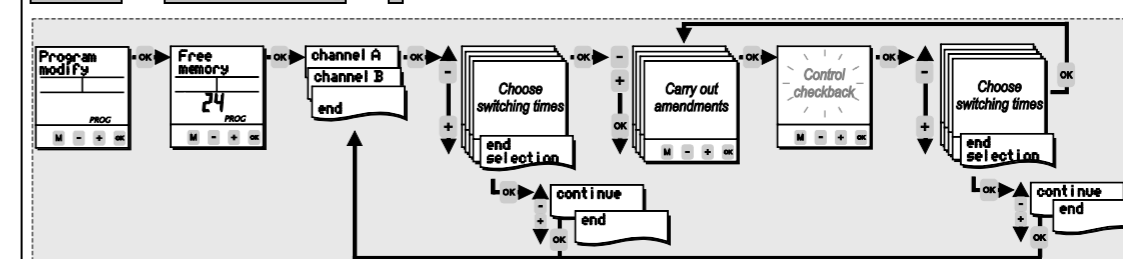 Program
modify
PROG
M - + OK
OK
Free
memory
24
PROG
M - + OK
OK
channel A
channel B
end
OK
-
+
Choose
switching times
end
selection
OK
continue
end
-
+
OK
OK
-
+
OK
Carry out
amendments
M - + OK
OK
Control
checkback
M - + OK
OK
-
+
Choose
switching times
end
selection
OK
OK
continue
end
-
+
OK